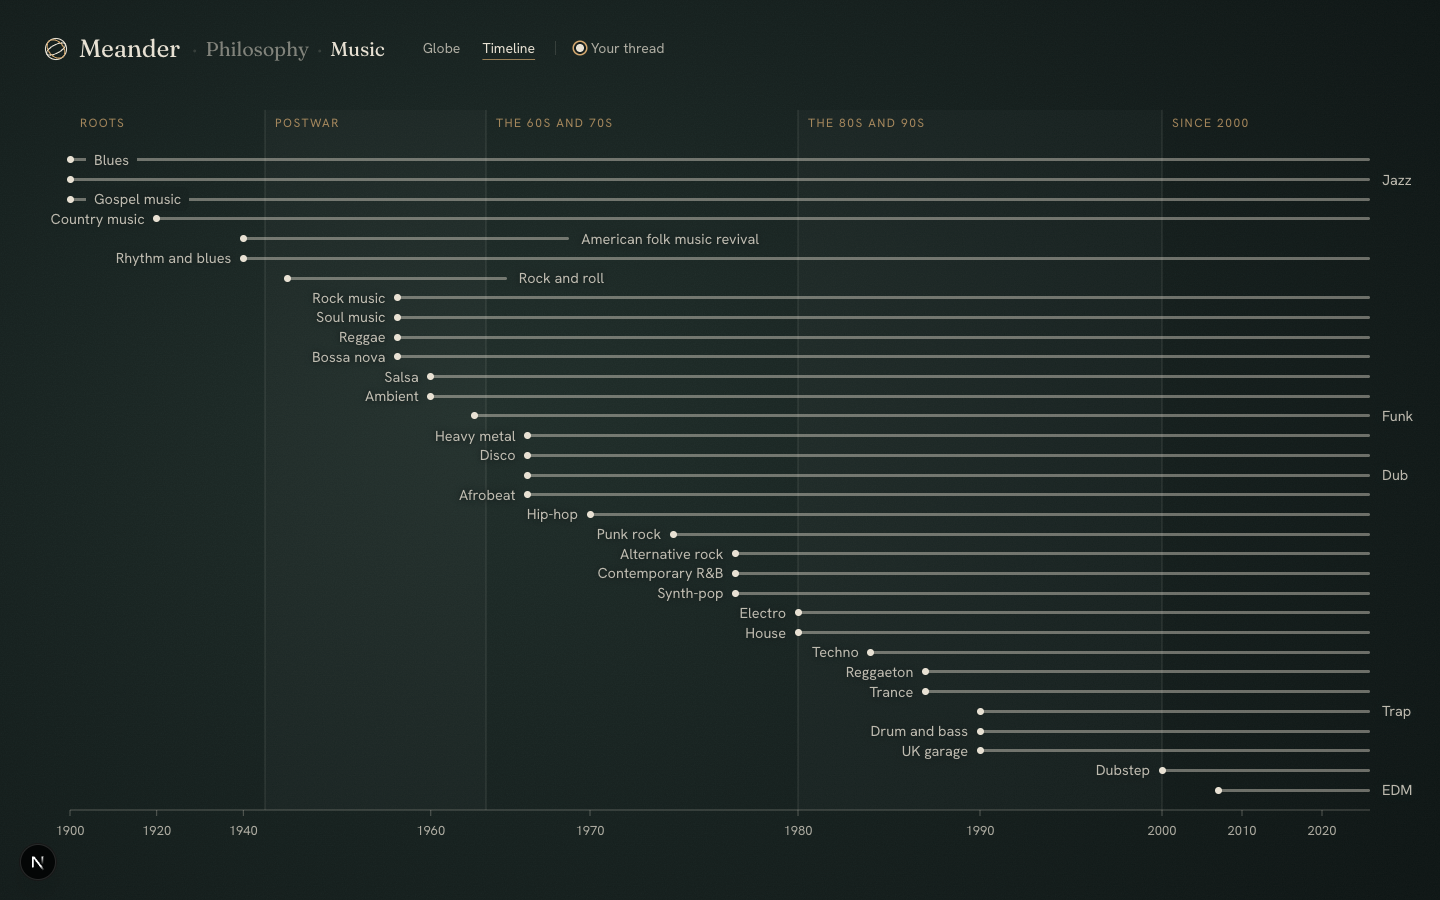 Meander · Philosophy · Music Globe Timeline Your thread
ROOTS POSTWAR THE 60S AND 70S THE 80S AND 90S SINCE 2000
Blues
Jazz
Gospel music
Country music
American folk music revival
Rhythm and blues
Rock and roll
Rock music
Soul music
Reggae
Bossa nova
Salsa
Ambient
Funk
Heavy metal
Disco
Dub
Afrobeat
Hip-hop
Punk rock
Alternative rock
Contemporary R&B
Synth-pop
Electro
House
Techno
Reggaeton
Trance
Trap
Drum and bass
UK garage
Dubstep
EDM
1900 1920 1940 1960 1970 1980 1990 2000 2010 2020
N